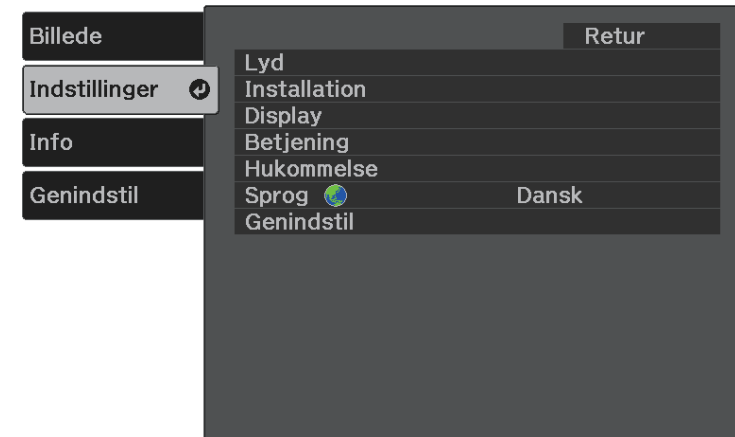 Billede
Indstillinger
Info
Genindstil
Retur
Lyd
Installation
Display
Betjening
Hukommelse
Sprog Dansk
Genindstil